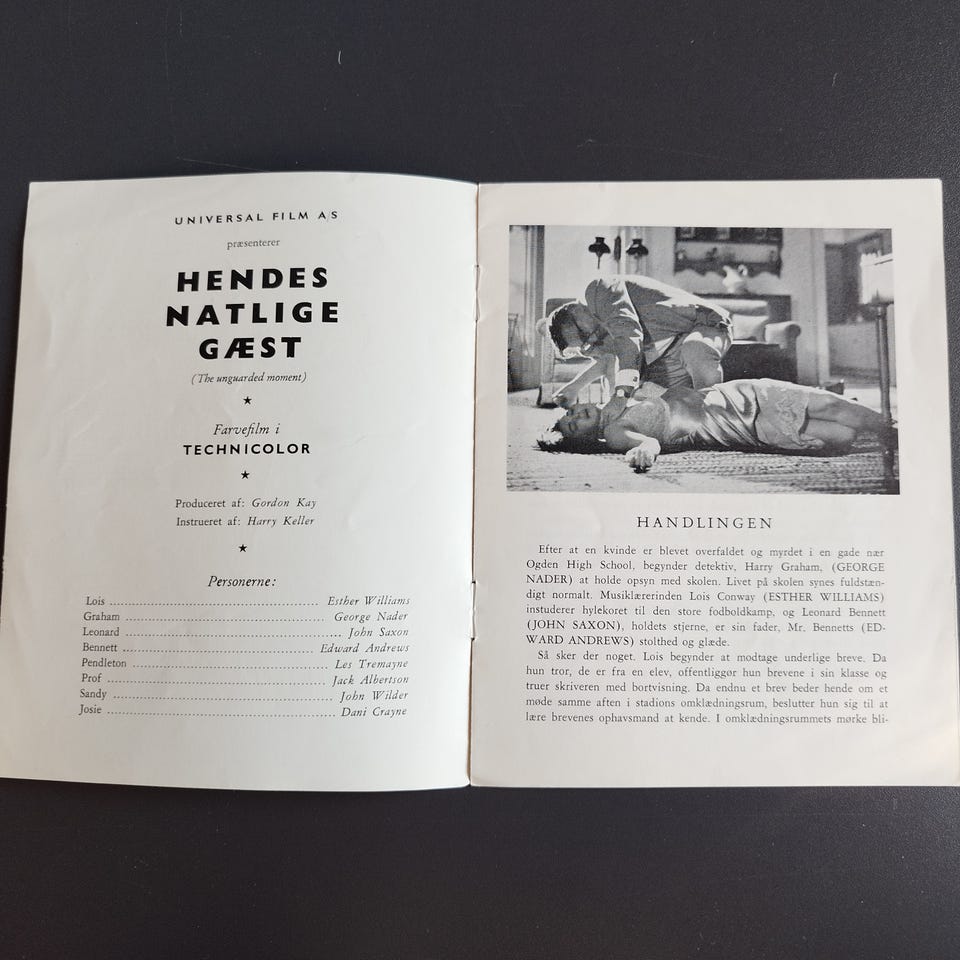 UNIVERSAL FILM A/S
præsenterer
HENDES
NATLIGE
GÆST
(The unguarded moment)
Farvefilm i
TECHNICOLOR
Produceret af: Gordon Kay
Instrueret af: Harry Keller
Personerne:
Lois ........................................ Esther Williams
Graham ........................................ George Nader
Leonard ........................................ John Saxon
Bennett ........................................ Edward Andrews
Pendleton ........................................ Les Tremayne
Prof ........................................ Jack Albertson
Sandy ........................................ John Wilder
Josie ........................................ Dani Crayne
HANDLINGEN
Efter at en kvinde er blevet overfaldet og myrdet i en gade nær
Ogden High School, begynder detektiv, Harry Graham, (GEORGE
NADER) at holde opsyn med skolen. Livet på skolen synes fuldstæn-
digt normalt. Musiklærerinden Lois Conway (ESTHER WILLIAMS)
instuderer hylekoret til den store fodboldkamp, og Leonard Bennett
(JOHN SAXON), holdets stjerne, er sin fader, Mr. Bennetts (ED-
WARD ANDREWS) stolthed og glæde.
Så sker der noget. Lois begynder at modtage underlige breve. Da
hun tror, de er fra en elev, offentliggør hun brevene i sin klasse og
truer skriveren med bortvisning. Da endnu et brev beder hende om et
møde samme aften i stadions omklædningsrum, beslutter hun sig til at
lære brevenes ophavsmand at kende. I omklædningsrummets mørke bli-